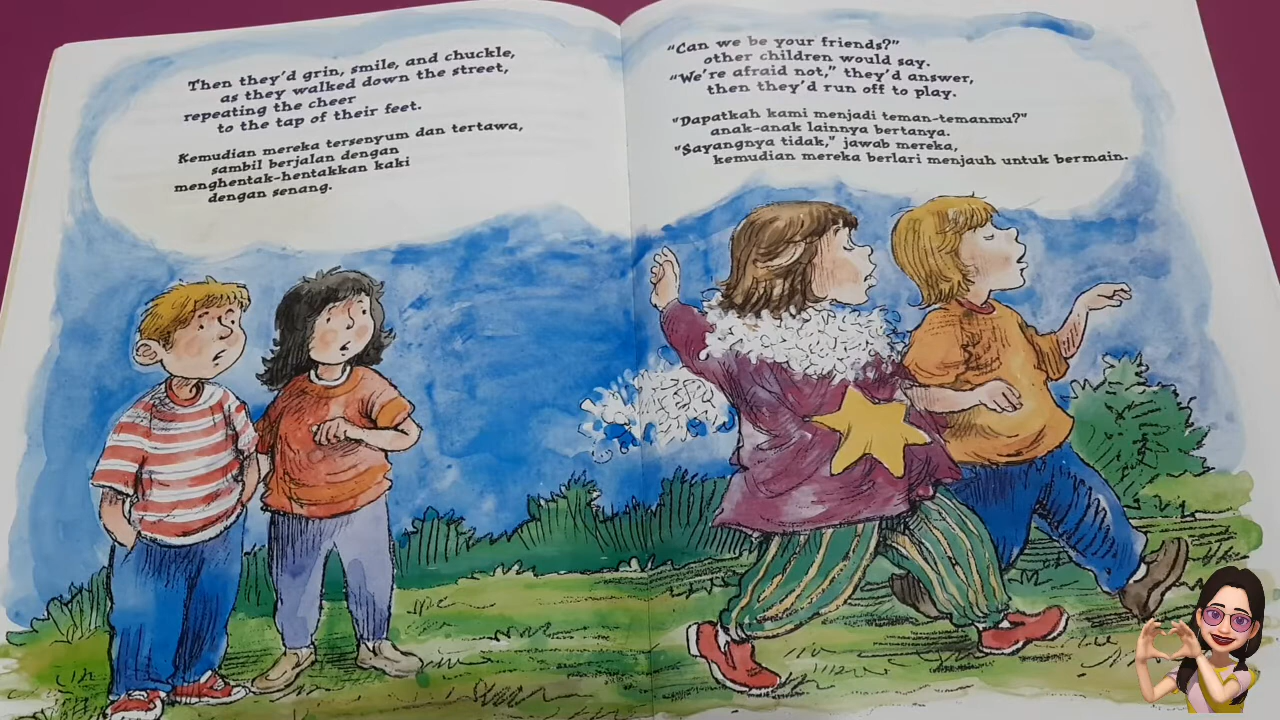 Then they'd grin, smile, and chuckle,
as they walked down the street,
repeating the cheer
to the tap of their feet.
Kemudian mereka tersenyum dan tertawa,
sambil berjalan dengan
menghentak-hentakkan kaki
dengan senang.
"Can we be your friends?"
other children would say.
"We're afraid not," they'd answer,
then they'd run off to play.
"Dapatkah kami menjadi teman-temanmu?"
anak-anak lainnya bertanya.
"Sayangnya tidak," jawab mereka,
kemudian mereka berlari menjauh untuk bermain.